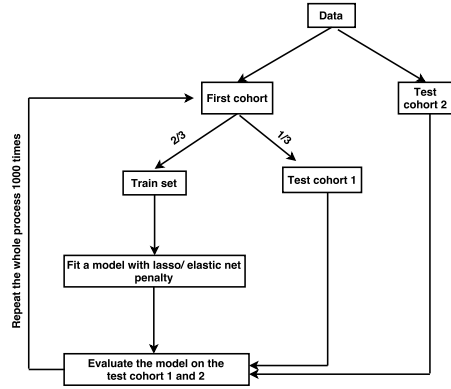 Data
First cohort
Test
cohort 2
2/3
1/3
Train set
Test cohort 1
Fit a model with lasso/ elastic net
penalty
Evaluate the model on the
test cohort 1 and 2
Repeat the whole process 1000 times